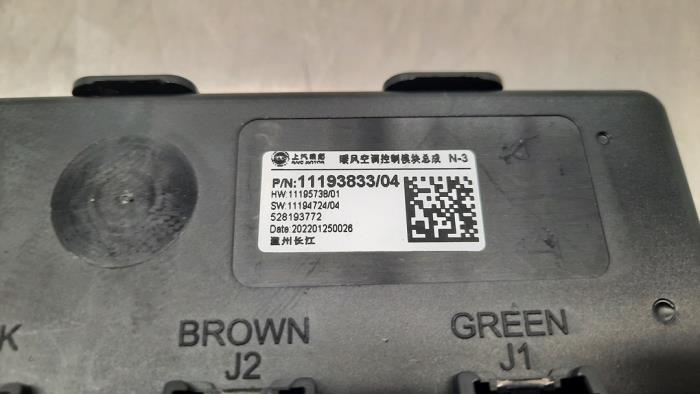 上汽集团 暖风空调控制模块总成 N-3
SAIC MOTOR
P/N:11193833/04
HW:11195738/01
SW:11194724/04
528193772
Date:202201250026
温州长江
K BROWN GREEN
J2 J1